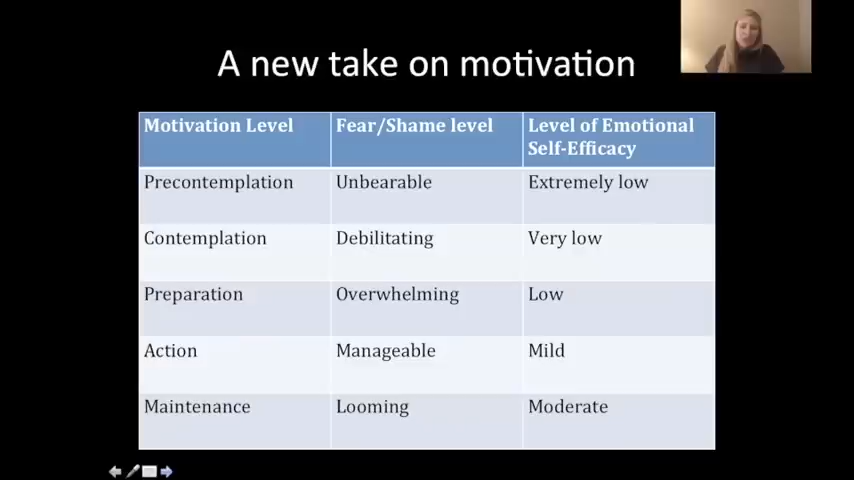 A new take on motivation
Motivation Level Fear/Shame level Level of Emotional
Self-Efficacy
Precontemplation Unbearable Extremely low
Contemplation Debilitating Very low
Preparation Overwhelming Low
Action Manageable Mild
Maintenance Looming Moderate